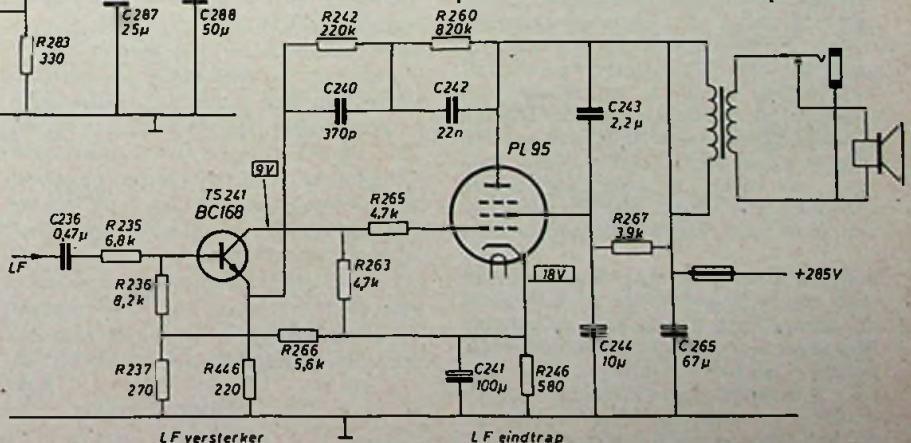 C287
25µ
C288
50µ
R283
330
R242
220k
R260
820k
C240
370p
C242
22n
C243
2,2µ
PL95
9V
TS241
BC168
R265
4,7k
C236
0,47µ
R235
6,8k
LF
R236
8,2k
R263
4,7k
R267
3,9k
18V
+285V
R266
5,6k
C244
10µ
C265
67µ
R237
270
R446
220
C241
100µ
R246
580
LF versterker
LF eindtrap